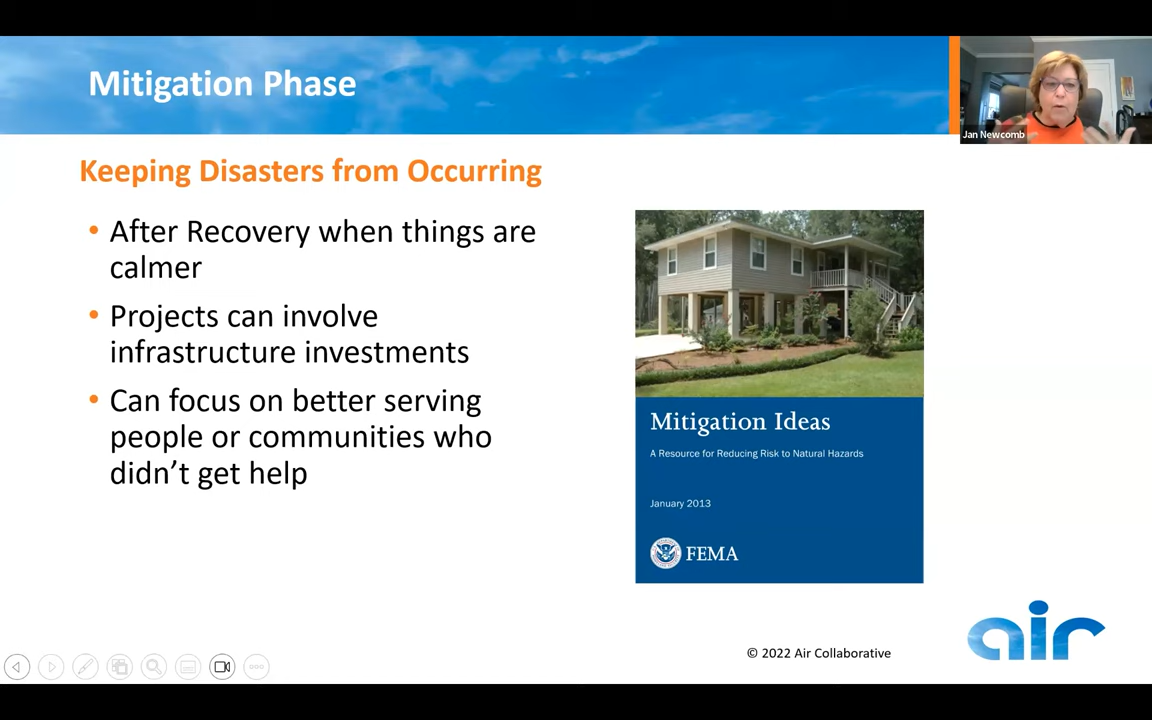 Mitigation Phase
Jan Newcomb
Keeping Disasters from Occurring
• After Recovery when things are
calmer
• Projects can involve
infrastructure investments
• Can focus on better serving
people or communities who
didn’t get help
Mitigation Ideas
A Resource for Reducing Risk to Natural Hazards
January 2013
FEMA
© 2022 Air Collaborative
air